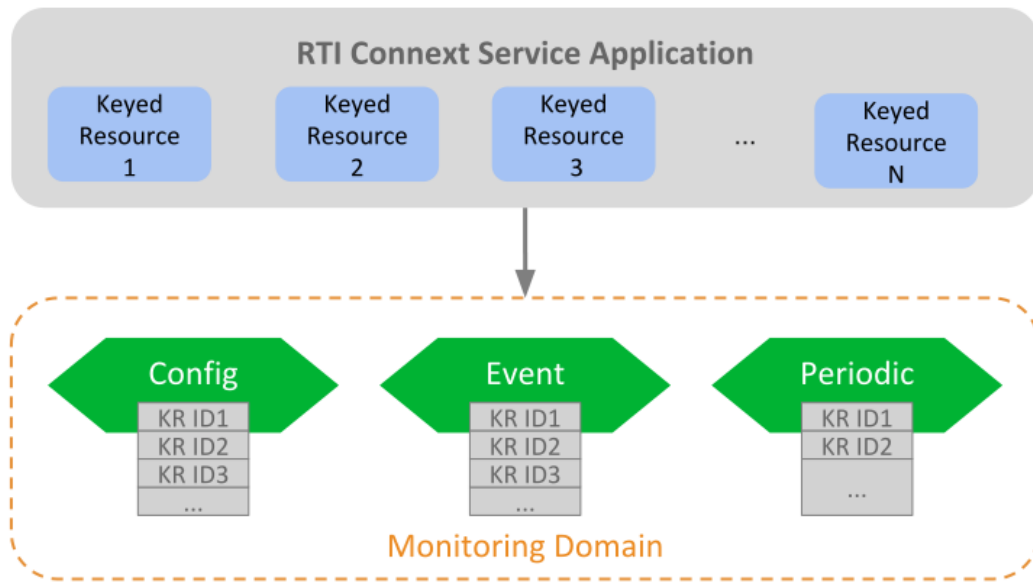 RTI Connext Service Application
Keyed
Resource
1
Keyed
Resource
2
Keyed
Resource
3
...
Keyed
Resource
N
Config
KR ID1
KR ID2
KR ID3
...
Event
KR ID1
KR ID2
KR ID3
...
Periodic
KR ID1
KR ID2
...
Monitoring Domain